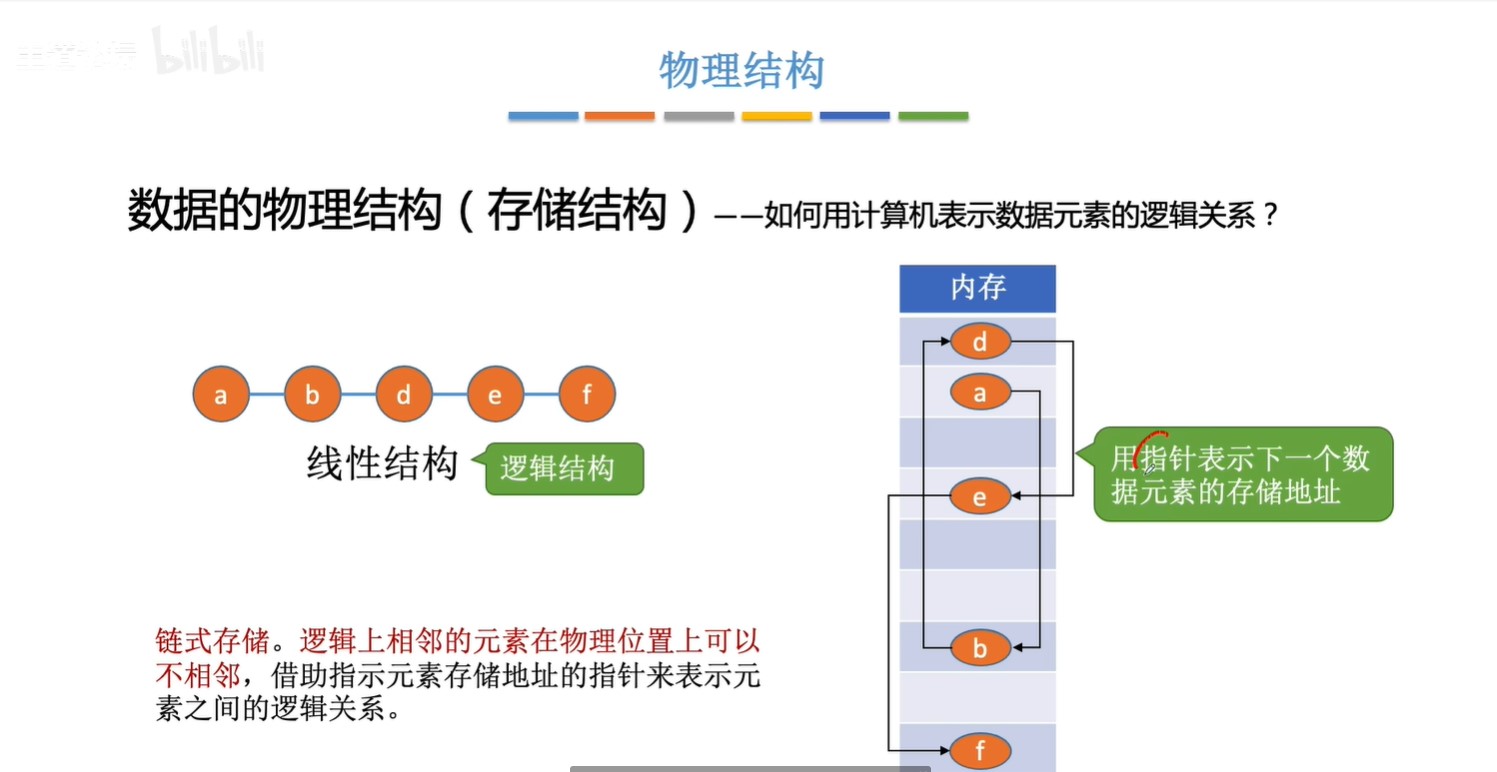 bilibili
物理结构
数据的物理结构（存储结构）——如何用计算机表示数据元素的逻辑关系？
内存
d
a
e
b
f
a b d e f
线性结构
逻辑结构
用指针表示下一个数
据元素的存储地址
链式存储。逻辑上相邻的元素在物理位置上可以
不相邻，借助指示元素存储地址的指针来表示元
素之间的逻辑关系。